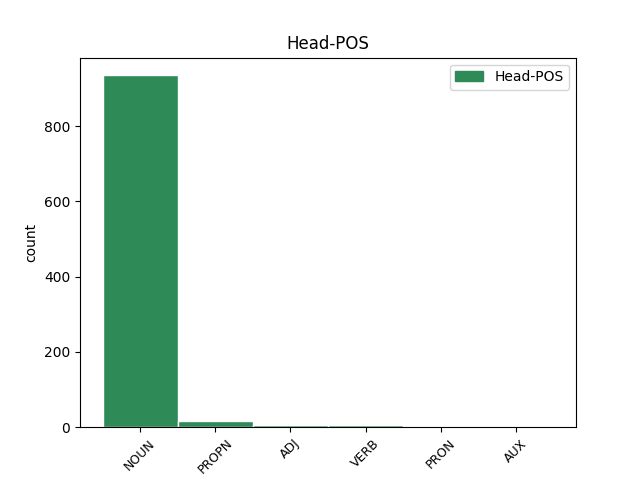 Head-POS
Head-POS
800
600
400
200
0
count
NOUN
PROPN
ADJ
VERB
PRON
AUX